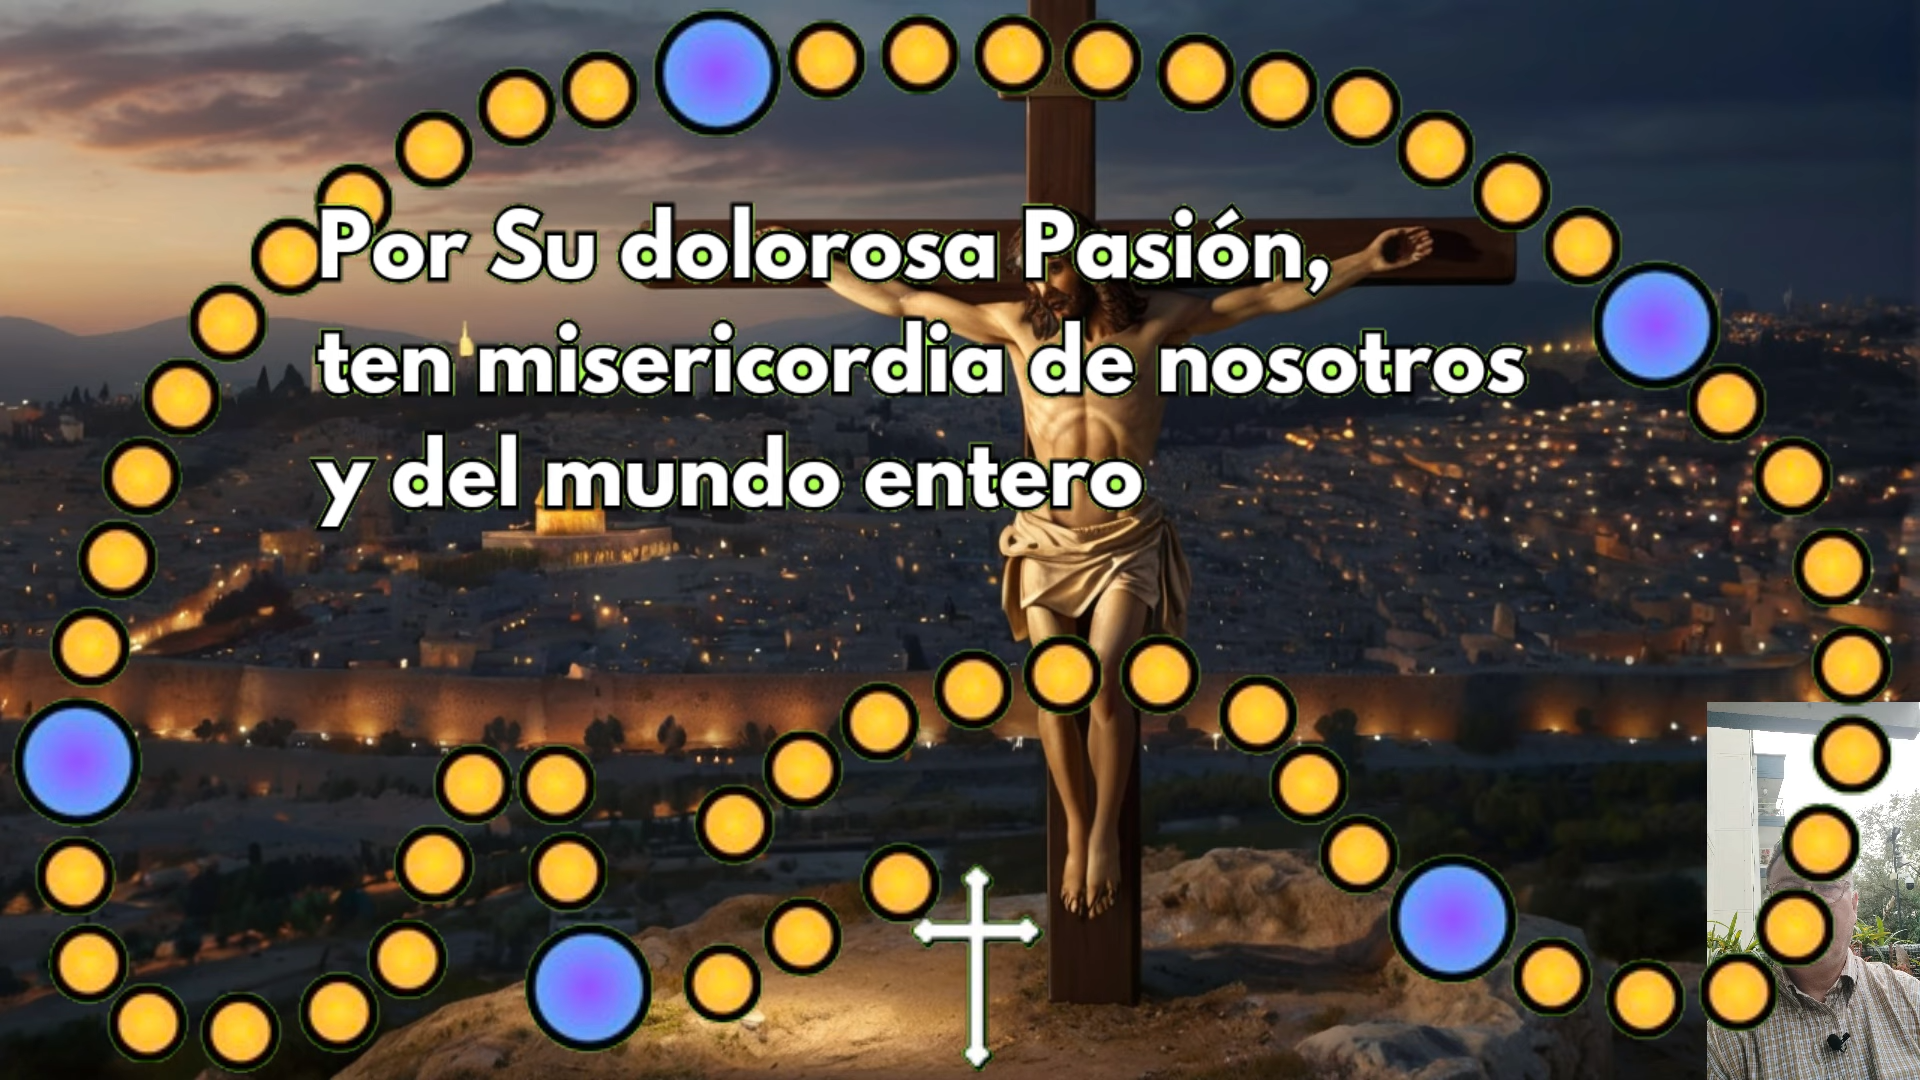 Por Su dolorosa Pasión,
ten misericordia de nosotros
y del mundo entero